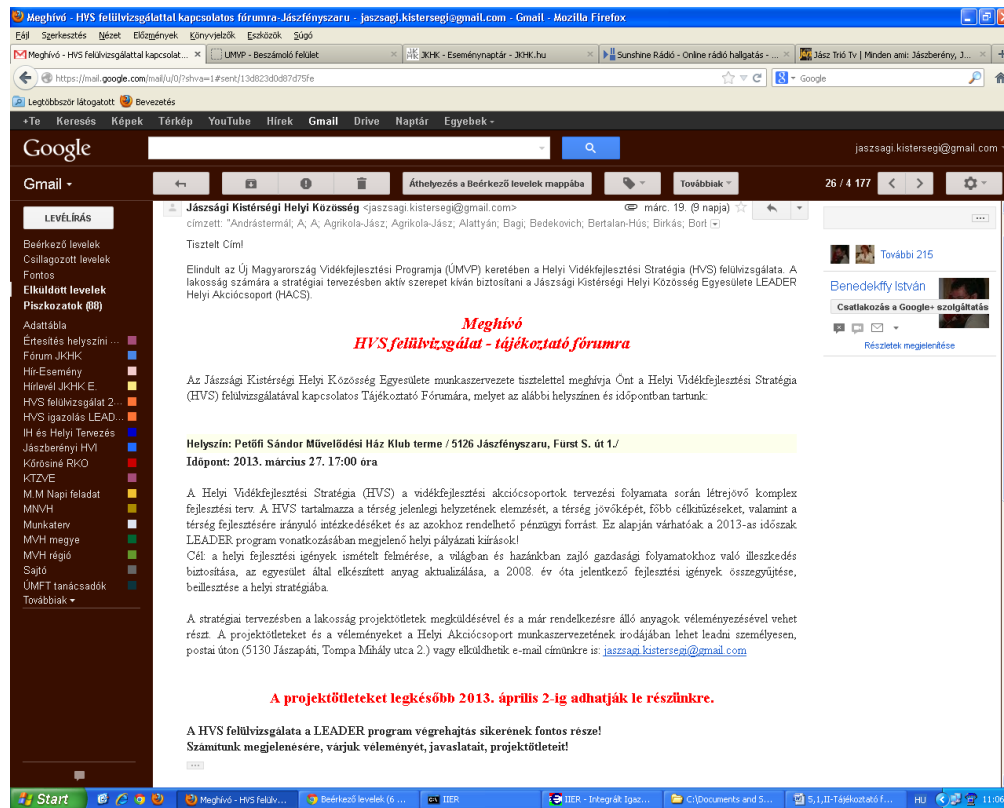 Meghívó - HVS felülvizsgálattal kapcsolatos fórumra-Jászfényszaru - jaszsagi.kistersegi@gmail.com - Gmail - Mozilla Firefox
Fájl Szerkesztés Nézet Előzmények Könyvjelzők Eszközök Súgó
Meghívó - HVS felülvizsgálattal kapcsolat... UMVP - Beszámoló felület JKHK - Eseménynaptár - JKHK.hu Sunshine Rádió - Online rádió hallgatás - ... Jász Trió Tv | Minden ami: Jászberény, J...
https://mail.google.com/mail/u/0/?shva=1#sent/13d823d0d87d75fe Google
Legtöbbször látogatott Bevezetés
+Te Keresés Képek Térkép YouTube Hírek Gmail Drive Naptár Egyebek
Google jaszsagi.kistersegi@gmail.com
Gmail Áthelyezés a Beérkező levelek mappába Továbbiak 26 / 4 177
LEVÉLÍRÁS
Beérkező levelek
Csillagozott levelek
Fontos
Elküldött levelek
Piszkozatok (88)
Adattábla
Értesítés helyszíni ...
Fórum JKHK
Hír-Esemény
Hírlevél JKHK E.
HVS felülvizsgálat 2...
HVS igazolás LEAD...
IH és Helyi Tervezés
Jászberényi HVI
Kőrösiné RKO
KTZVE
M.M Napi feladat
MNVH
Munkaterv
MVH megye
MVH régió
Sajtó
ÚMFT tanácsadók
Továbbiak
Jászsági Kistérségi Helyi Közösség <jaszsagi.kistersegi@gmail.com> márc. 19. (9 napja)
címzett: "Andrástermál; A; A; Agrikola-Jász; Agrikola-Jász; Alattyán; Bagi; Bedekovich; Bertalan-Hús; Birkás; Borl
Tisztelt Cím!
Elindult az Új Magyarország Vidékfejlesztési Programja (ÚMVP) keretében a Helyi Vidékfejlesztési Stratégia (HVS) felülvizsgálata. A
lakosság számára a stratégiai tervezésben aktív szerepet kíván biztosítani a Jászsági Kistérségi Helyi Közösség Egyesülete LEADER
Helyi Akciócsoport (HACS).
Meghívó
HVS felülvizsgálat - tájékoztató fórumra
Az Jászsági Kistérségi Helyi Közösség Egyesülete munkaszervezete tisztelettel meghívja Önt a Helyi Vidékfejlesztési Stratégia
(HVS) felülvizsgálatával kapcsolatos Tájékoztató Fórumára, melyet az alábbi helyszínen és időpontban tartunk:
Helyszín: Petőfi Sándor Művelődési Ház Klub terme / 5126 Jászfényszaru, Fürst S. út 1./
Időpont: 2013. március 27. 17:00 óra
A Helyi Vidékfejlesztési Stratégia (HVS) a vidékfejlesztési akciócsoportok tervezési folyamata során létrejövő komplex
fejlesztési terv. A HVS tartalmazza a térség jelenlegi helyzetének elemzését, a térség jövőképét, főbb célkitűzéseket, valamint a
térség fejlesztésére irányuló intézkedéseket és az azokhoz rendelhető pénzügyi forrást. Ez alapján várhatóak a 2013-as időszak
LEADER program vonatkozásában megjelenő helyi pályázati kiírások!
Cél: a helyi fejlesztési igények ismételt felmérése, a világban és hazánkban zajló gazdasági folyamatokhoz való illeszkedés
biztosítása, az egyesület által elkészített anyag aktualizálása, a 2008. év óta jelentkező fejlesztési igények összegyűjtése,
beillesztése a helyi stratégiába.
A stratégiai tervezésben a lakosság projektötletek megküldésével és a már rendelkezésre álló anyagok véleményezésével vehet
részt. A projektötleteket és a véleményeket a Helyi Akciócsoport munkaszervezetének irodájában lehet leadni személyesen,
postai úton (5130 Jászapáti, Tompa Mihály utca 2.) vagy elküldhetik e-mail címünkre is: jaszsagi.kistersegi@gmail.com
A projektötleteket legkésőbb 2013. április 2-ig adhatják le részünkre.
A HVS felülvizsgálata a LEADER program végrehajtás sikerének fontos része!
Számítunk megjelenésére, várjuk véleményét, javaslatait, projektötleteit!
További 215
Benedekffy István
Csatlakozás a Google+ szolgáltatás
Részletek megjelenítése
Start Meghívó - HVS felülv... Beérkező levelek (6 ... IIER IIER - Integrált Igaz... C:\Documents and S... 5,1,II-Tájékoztató f... HU 11:06